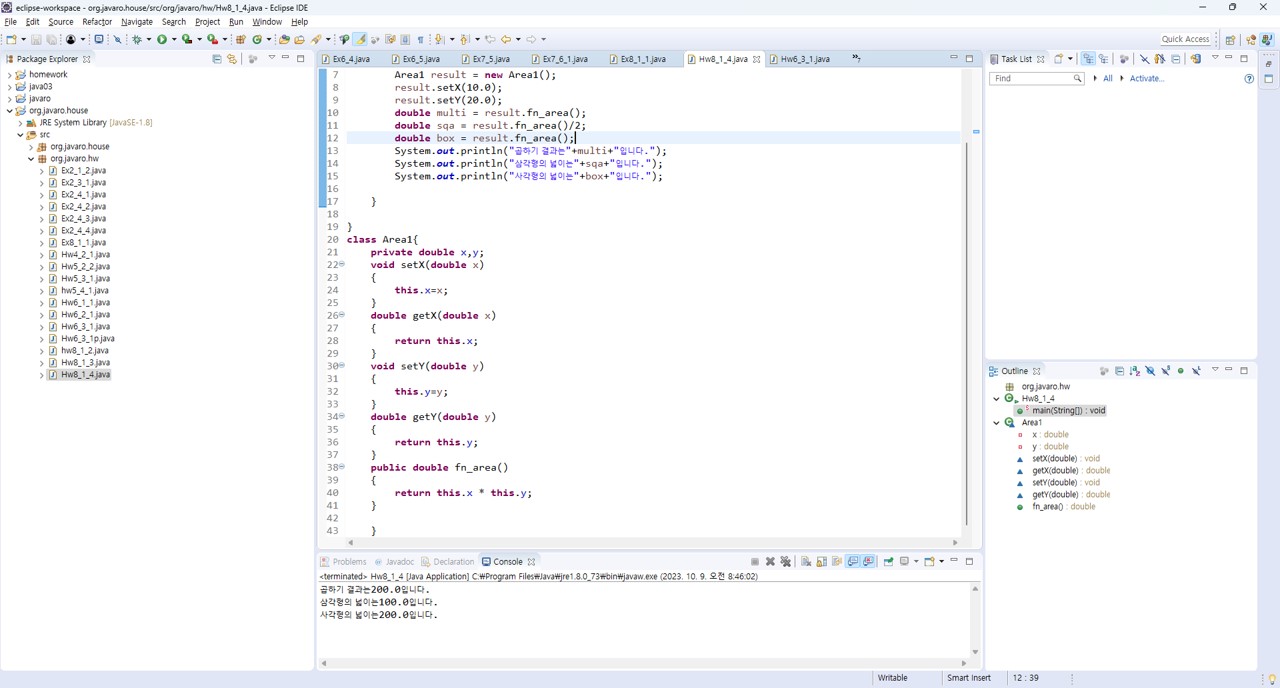 eclipse-workspace - org.javaro.house/src/org/javaro/hw/Hw8_1_4.java - Eclipse IDE
File Edit Source Refactor Navigate Search Project Run Window Help
Quick Access
Package Explorer
homework
java03
javaro
org.javaro.house
JRE System Library [JavaSE-1.8]
src
org.javaro.house
org.javaro.hw
Ex2_1_2.java
Ex2_3_1.java
Ex2_4_1.java
Ex2_4_2.java
Ex2_4_3.java
Ex2_4_4.java
Ex8_1_1.java
Hw4_2_1.java
Hw5_2_2.java
Hw5_3_1.java
hw5_4_1.java
Hw6_1_1.java
Hw6_2_1.java
Hw6_3_1.java
Hw6_3_1p.java
hw8_1_2.java
Hw8_1_3.java
Hw8_1_4.java
Ex6_4.java Ex6_5.java Ex7_5.java Ex7_6_1.java Ex8_1_1.java Hw8_1_4.java Hw6_3_1.java
7 Area1 result = new Area1();
8 result.setX(10.0);
9 result.setY(20.0);
10 double multi = result.fn_area();
11 double sqa = result.fn_area()/2;
12 double box = result.fn_area();
13 System.out.println("곱하기 결과는"+multi+"입니다.");
14 System.out.println("삼각형의 넓이는"+sqa+"입니다.");
15 System.out.println("사각형의 넓이는"+box+"입니다.");
16
17 }
18
19 }
20 class Area1{
21 private double x,y;
22 void setX(double x)
23 {
24 this.x=x;
25 }
26 double getX(double x)
27 {
28 return this.x;
29 }
30 void setY(double y)
31 {
32 this.y=y;
33 }
34 double getY(double y)
35 {
36 return this.y;
37 }
38 public double fn_area()
39 {
40 return this.x * this.y;
41 }
42
43 }
Problems Javadoc Declaration Console
<terminated> Hw8_1_4 [Java Application] C:₩Program Files₩Java₩jre1.8.0_73₩bin₩javaw.exe (2023. 10. 9. 오전 8:46:02)
곱하기 결과는200.0입니다.
삼각형의 넓이는100.0입니다.
사각형의 넓이는200.0입니다.
Task List
Find All Activate...
Outline
org.javaro.hw
Hw8_1_4
main(String[]) : void
Area1
x : double
y : double
setX(double) : void
getX(double) : double
setY(double) : void
getY(double) : double
fn_area() : double
Writable Smart Insert 12 : 39